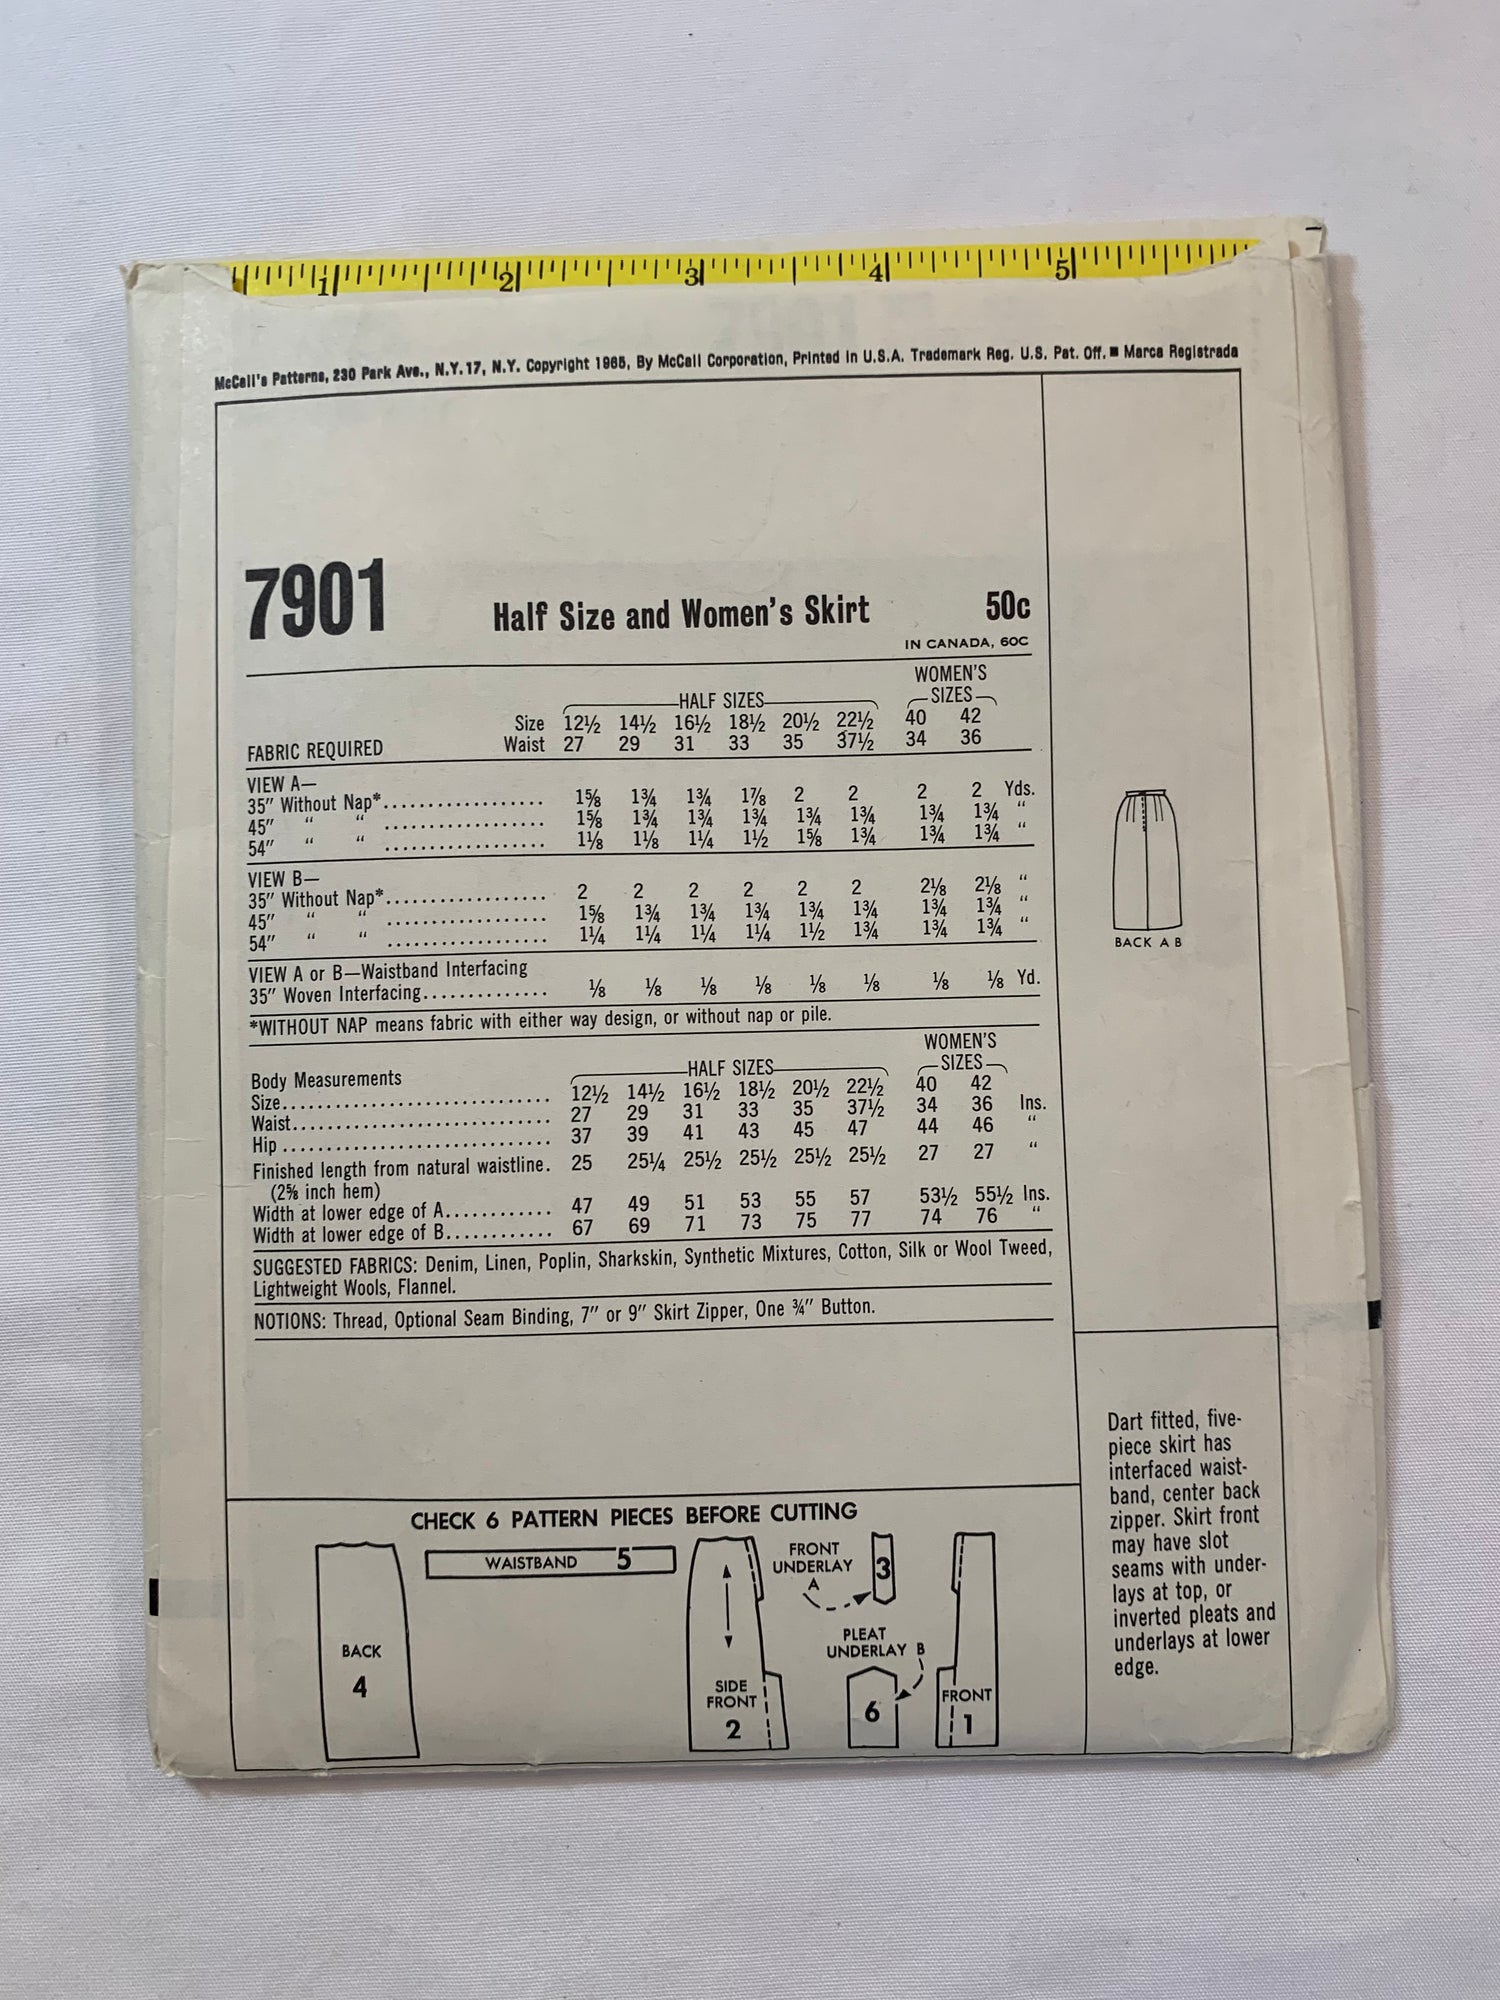 1 2 3 4 5
McCall's Patterns, 230 Park Ave., N.Y. 17, N.Y. Copyright 1965, By McCall Corporation, Printed in U.S.A. Trademark Reg. U.S. Pat. Off. ■ Marca Registrada
7901 Half Size and Women's Skirt 50c
IN CANADA, 60C
WOMEN'S
HALF SIZES SIZES
Size 12½ 14½ 16½ 18½ 20½ 22½ 40 42
FABRIC REQUIRED Waist 27 29 31 33 35 37½ 34 36
VIEW A—
35" Without Nap*.................. 1⅝ 1¾ 1¾ 1⅞ 2 2 2 2 Yds.
45" " " .................. 1⅝ 1¾ 1¾ 1¾ 1¾ 1¾ 1¾ 1¾ "
54" " " .................. 1⅛ 1⅛ 1¼ 1½ 1⅝ 1¾ 1¾ 1¾ "
VIEW B—
35" Without Nap*.................. 2 2 2 2 2 2 2⅛ 2⅛ "
45" " " .................. 1⅝ 1¾ 1¾ 1¾ 1¾ 1¾ 1¾ 1¾ "
54" " " .................. 1¼ 1¼ 1¼ 1¼ 1½ 1¾ 1¾ 1¾ "
VIEW A or B—Waistband Interfacing
35" Woven Interfacing.............. ⅛ ⅛ ⅛ ⅛ ⅛ ⅛ ⅛ ⅛ Yd.
*WITHOUT NAP means fabric with either way design, or without nap or pile.
WOMEN'S
HALF SIZES SIZES
Body Measurements
Size.............................. 12½ 14½ 16½ 18½ 20½ 22½ 40 42
Waist............................. 27 29 31 33 35 37½ 34 36 Ins.
Hip .............................. 37 39 41 43 45 47 44 46 "
Finished length from natural waistline. 25 25¼ 25½ 25½ 25½ 25½ 27 27 "
(2⅝ inch hem)
Width at lower edge of A............ 47 49 51 53 55 57 53½ 55½ Ins.
Width at lower edge of B............ 67 69 71 73 75 77 74 76 "
SUGGESTED FABRICS: Denim, Linen, Poplin, Sharkskin, Synthetic Mixtures, Cotton, Silk or Wool Tweed,
Lightweight Wools, Flannel.
NOTIONS: Thread, Optional Seam Binding, 7" or 9" Skirt Zipper, One ¾" Button.
BACK A B
Dart fitted, five-
piece skirt has
interfaced waist-
band, center back
zipper. Skirt front
may have slot
seams with under-
lays at top, or
inverted pleats and
underlays at lower
edge.
CHECK 6 PATTERN PIECES BEFORE CUTTING
BACK
4
WAISTBAND 5
SIDE
FRONT
2
FRONT
UNDERLAY
A
3
PLEAT
UNDERLAY B
6
FRONT
1